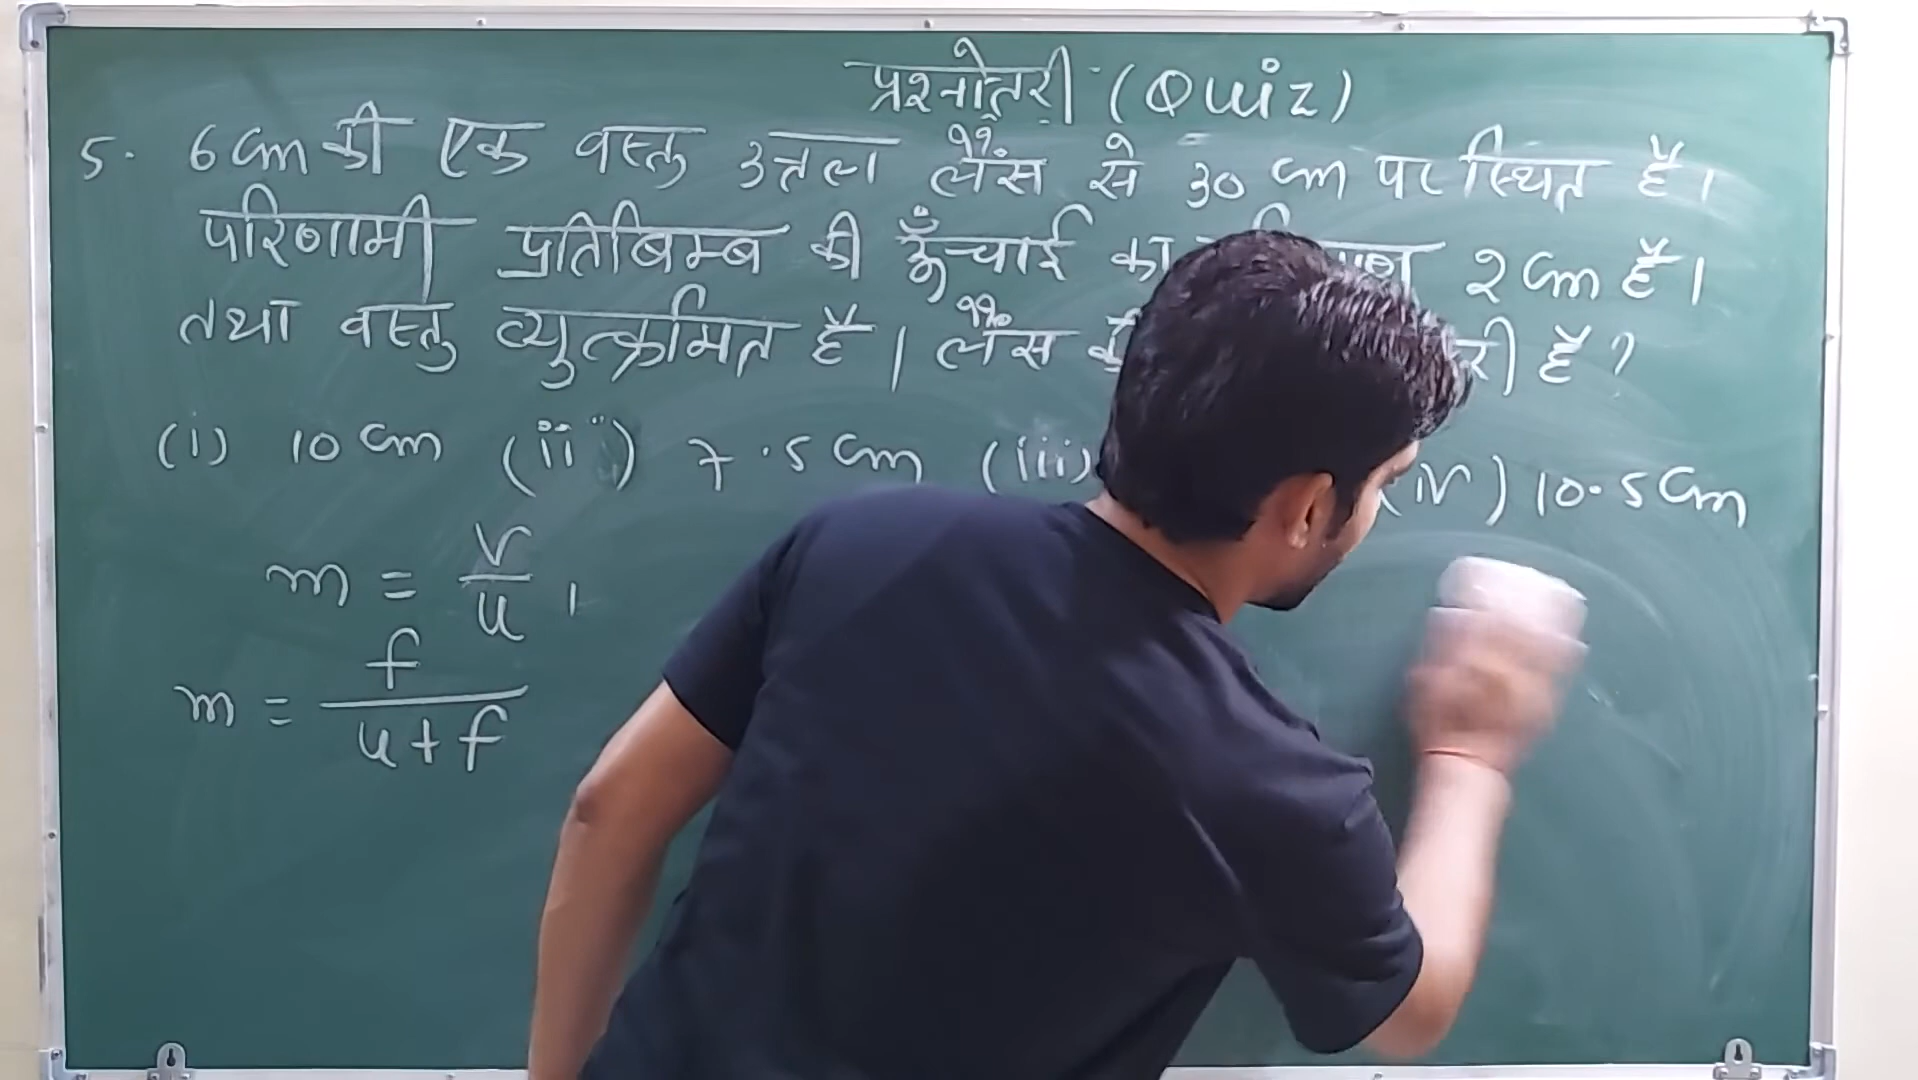 प्रश्नोत्तरी (Quiz)
5. 6 cm की एक वस्तु उत्तल लैंस से 30 cm पर स्थित है।
परिणामी प्रतिबिम्ब की ऊँचाई का 2 cm है।
तथा वस्तु व्युत्क्रमित है। लैंस है?
(i) 10 cm (ii) 7.5 cm (iii) (iv) 10.5 cm
m = v/u
m = f/u+f